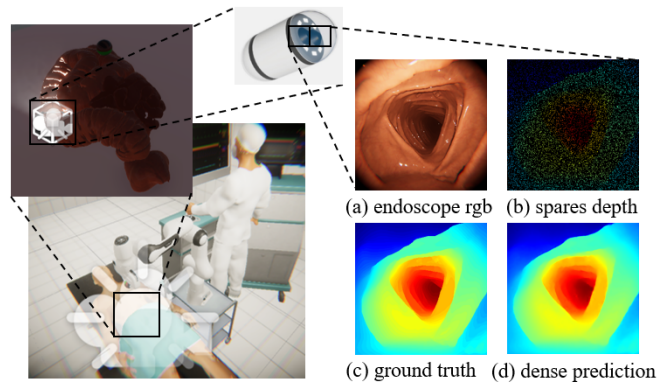 (a) endoscope rgb
(b) spares depth
(c) ground truth
(d) dense prediction